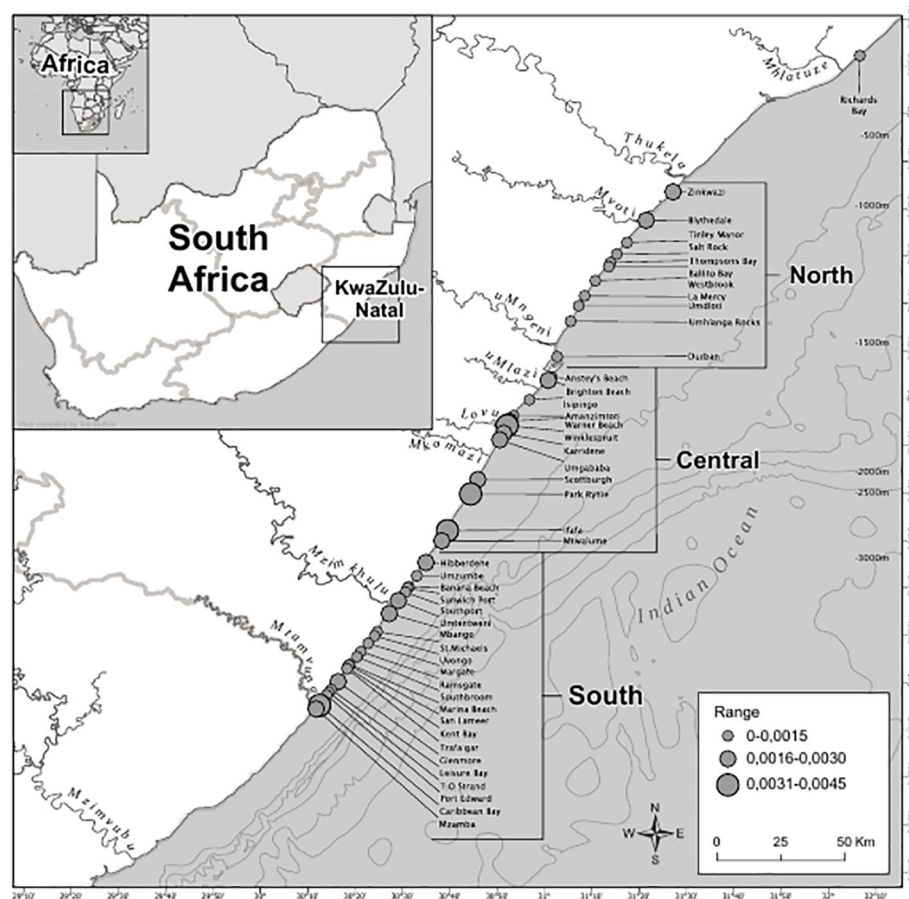 Africa
South
Africa
KwaZulu-
Natal
Mhlatuze
Richards
Bay
Thukela
Mvoti
uMngeni
uMlazi
Lovu
Mkomazi
Mzimkhulu
Mtamvuna
Mzimvubu
-500m
-1000m
-1500m
-2000m
-2500m
-3000m
Zinkwazi
Blythedale
Tinley Manor
Salt Rock
Thompsons Bay
Ballito Bay
Westbrook
La Mercy
Umdloti
Umhlanga Rocks
Durban
North
Anstey's Beach
Brighton Beach
Isipingo
Amanzimtoti
Warner Beach
Winklespruit
Karridene
Umgababa
Scottburgh
Park Rynie
Ifafa
Mtwalume
Central
Hibberdene
Umzumbe
Banana Beach
Sunwich Port
Southport
Umtentweni
Mbango
St.Michaels
Uvongo
Margate
Ramsgate
Southbroom
Marina Beach
San Lameer
Kent Bay
Trafalgar
Glenmore
Leisure Bay
T-O Strand
Port Edward
Caribbean Bay
Mzamba
South
Indian Ocean
Range
0-0,0015
0,0016-0,0030
0,0031-0,0045
N
W E
S
0 25 50 Km